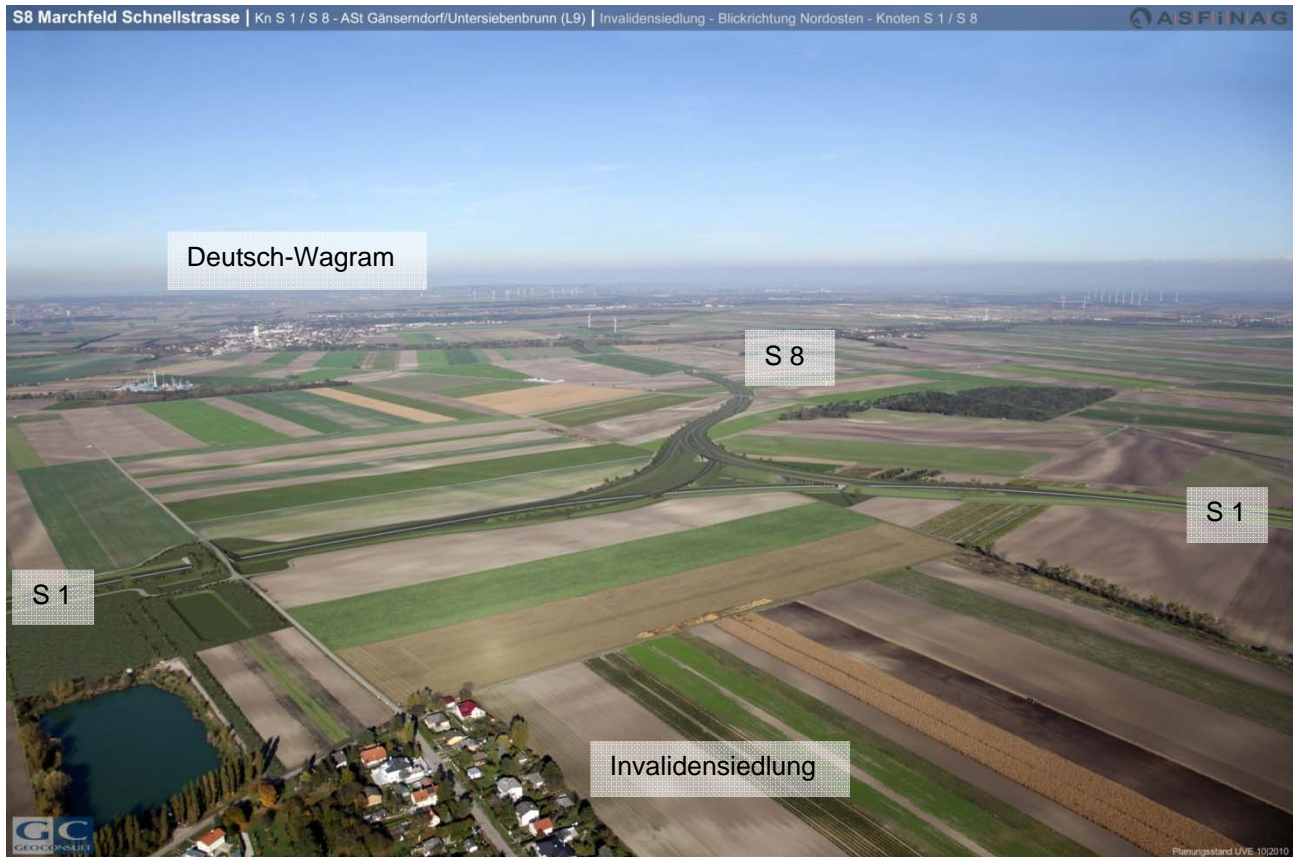 S8 Marchfeld Schnellstrasse | Kn S 1 / S 8 - ASt Gänserndorf/Untersiebenbrunn (L9) | Invalidensiedlung - Blickrichtung Nordosten - Knoten S 1 / S 8
ASFiNAG
Deutsch-Wagram
S 8
S 1
S 1
Invalidensiedlung
GC
GEOCONSULT
Planungsstand UVE 10|2010